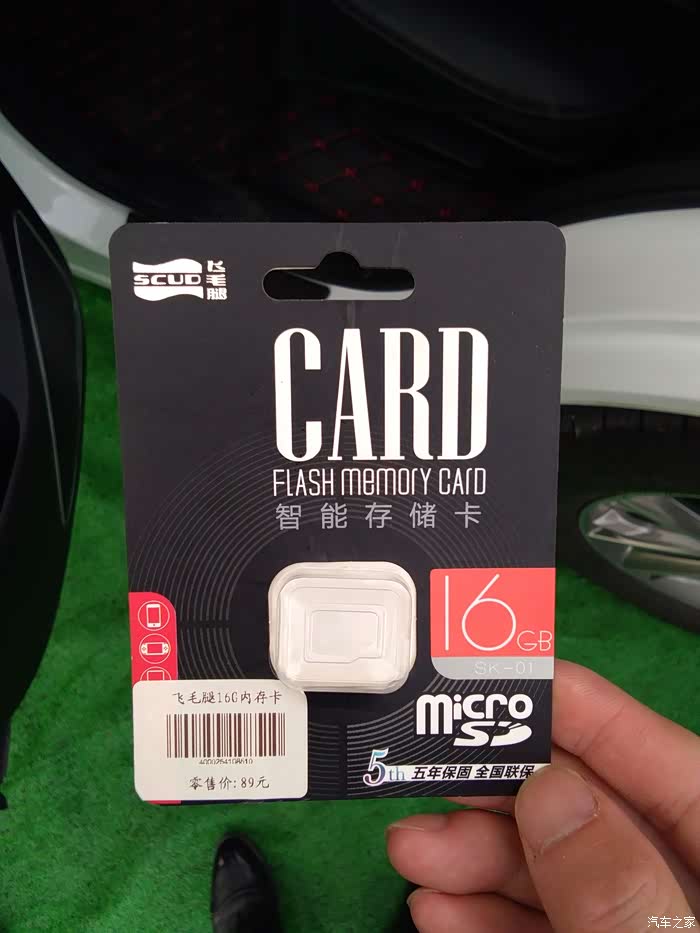 SCUD
飞毛腿
CARD
FLASH memory card
智能存储卡
16GB
SK-01
飞毛腿16G内存卡
零售价:89元
micro
SD
5th 五年保固 全国联保
汽车之家